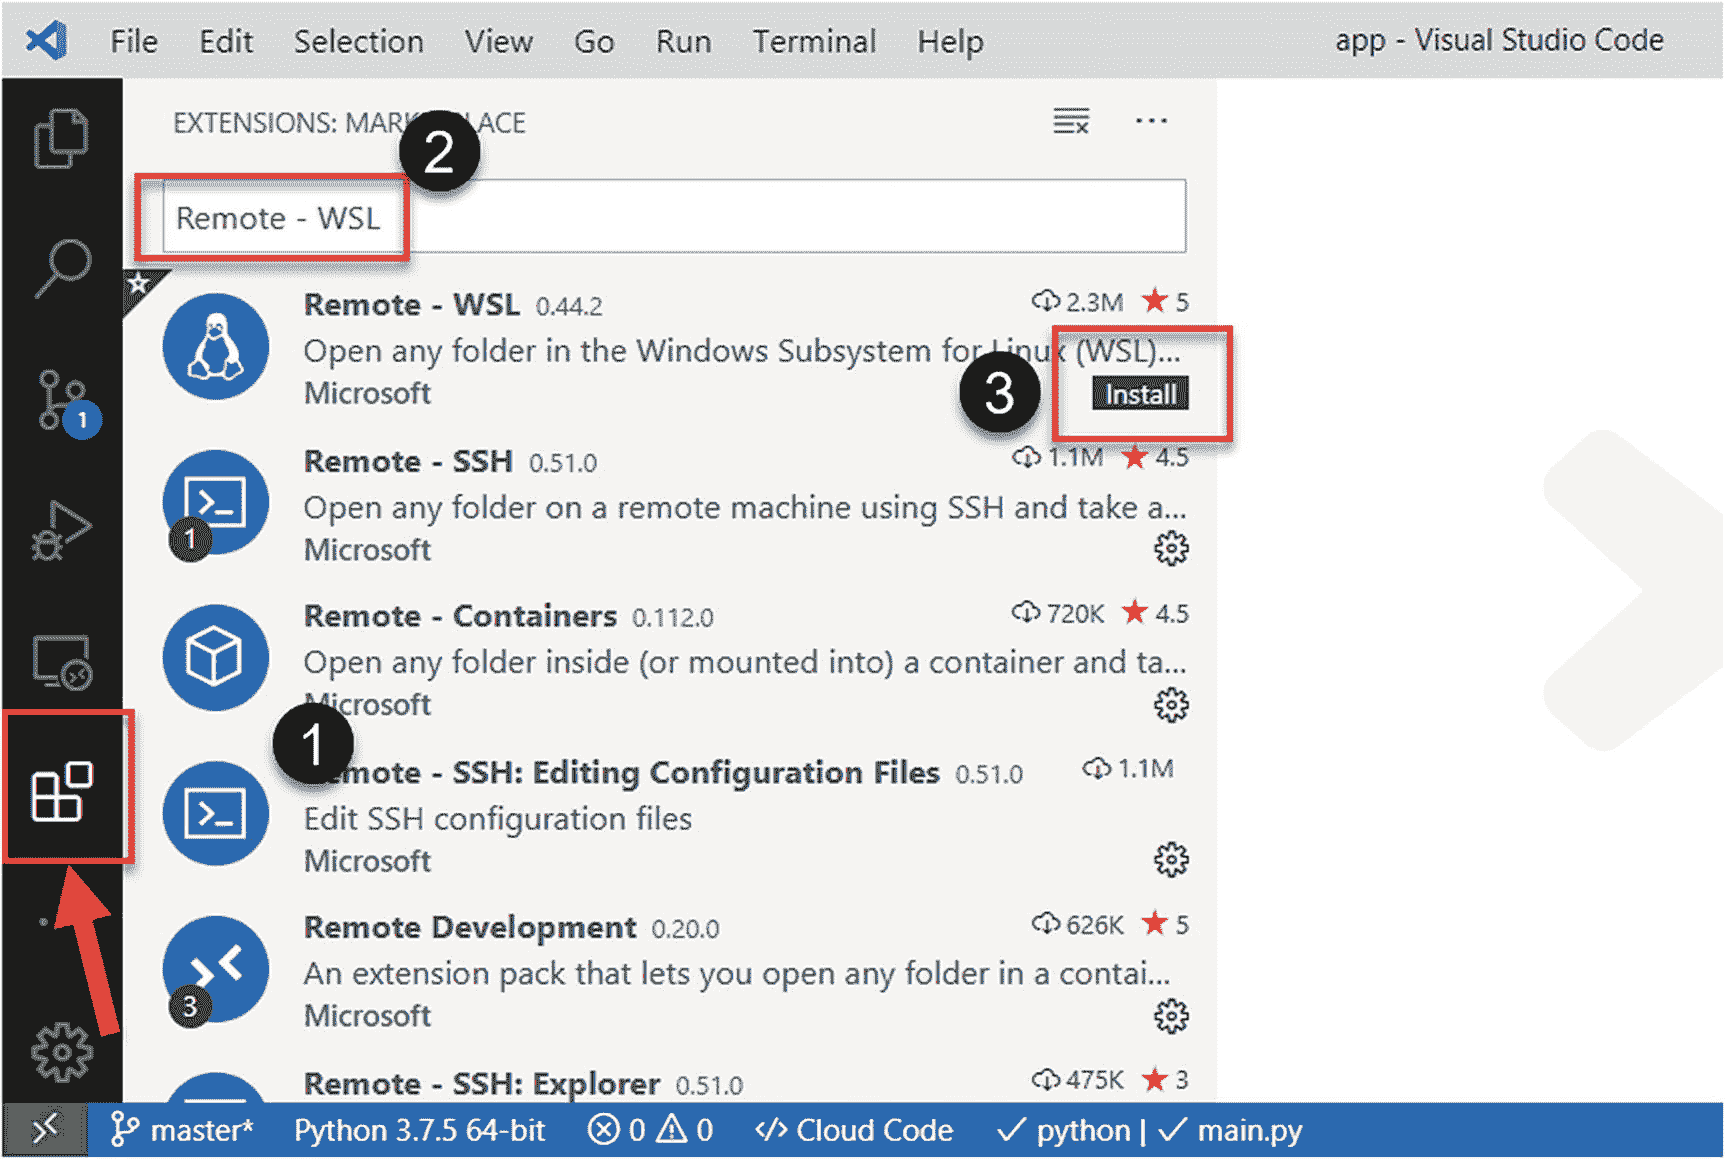 File Edit Selection View Go Run Terminal Help app - Visual Studio Code
EXTENSIONS: MARK LACE
2
Remote - WSL
Remote - WSL 0.44.2 2.3M 5
Open any folder in the Windows Subsystem for Linux (WSL)...
Microsoft 3 Install
Remote - SSH 0.51.0 1.1M 4.5
Open any folder on a remote machine using SSH and take a...
1 Microsoft
1
Remote - Containers 0.112.0 720K 4.5
Open any folder inside (or mounted into) a container and ta...
Microsoft
1
emote - SSH: Editing Configuration Files 0.51.0 1.1M
Edit SSH configuration files
Microsoft
Remote Development 0.20.0 626K 5
An extension pack that lets you open any folder in a contai...
3 Microsoft
Remote - SSH: Explorer 0.51.0 475K 3
master* Python 3.7.5 64-bit 0 0 </> Cloud Code ✓ python | ✓ main.py